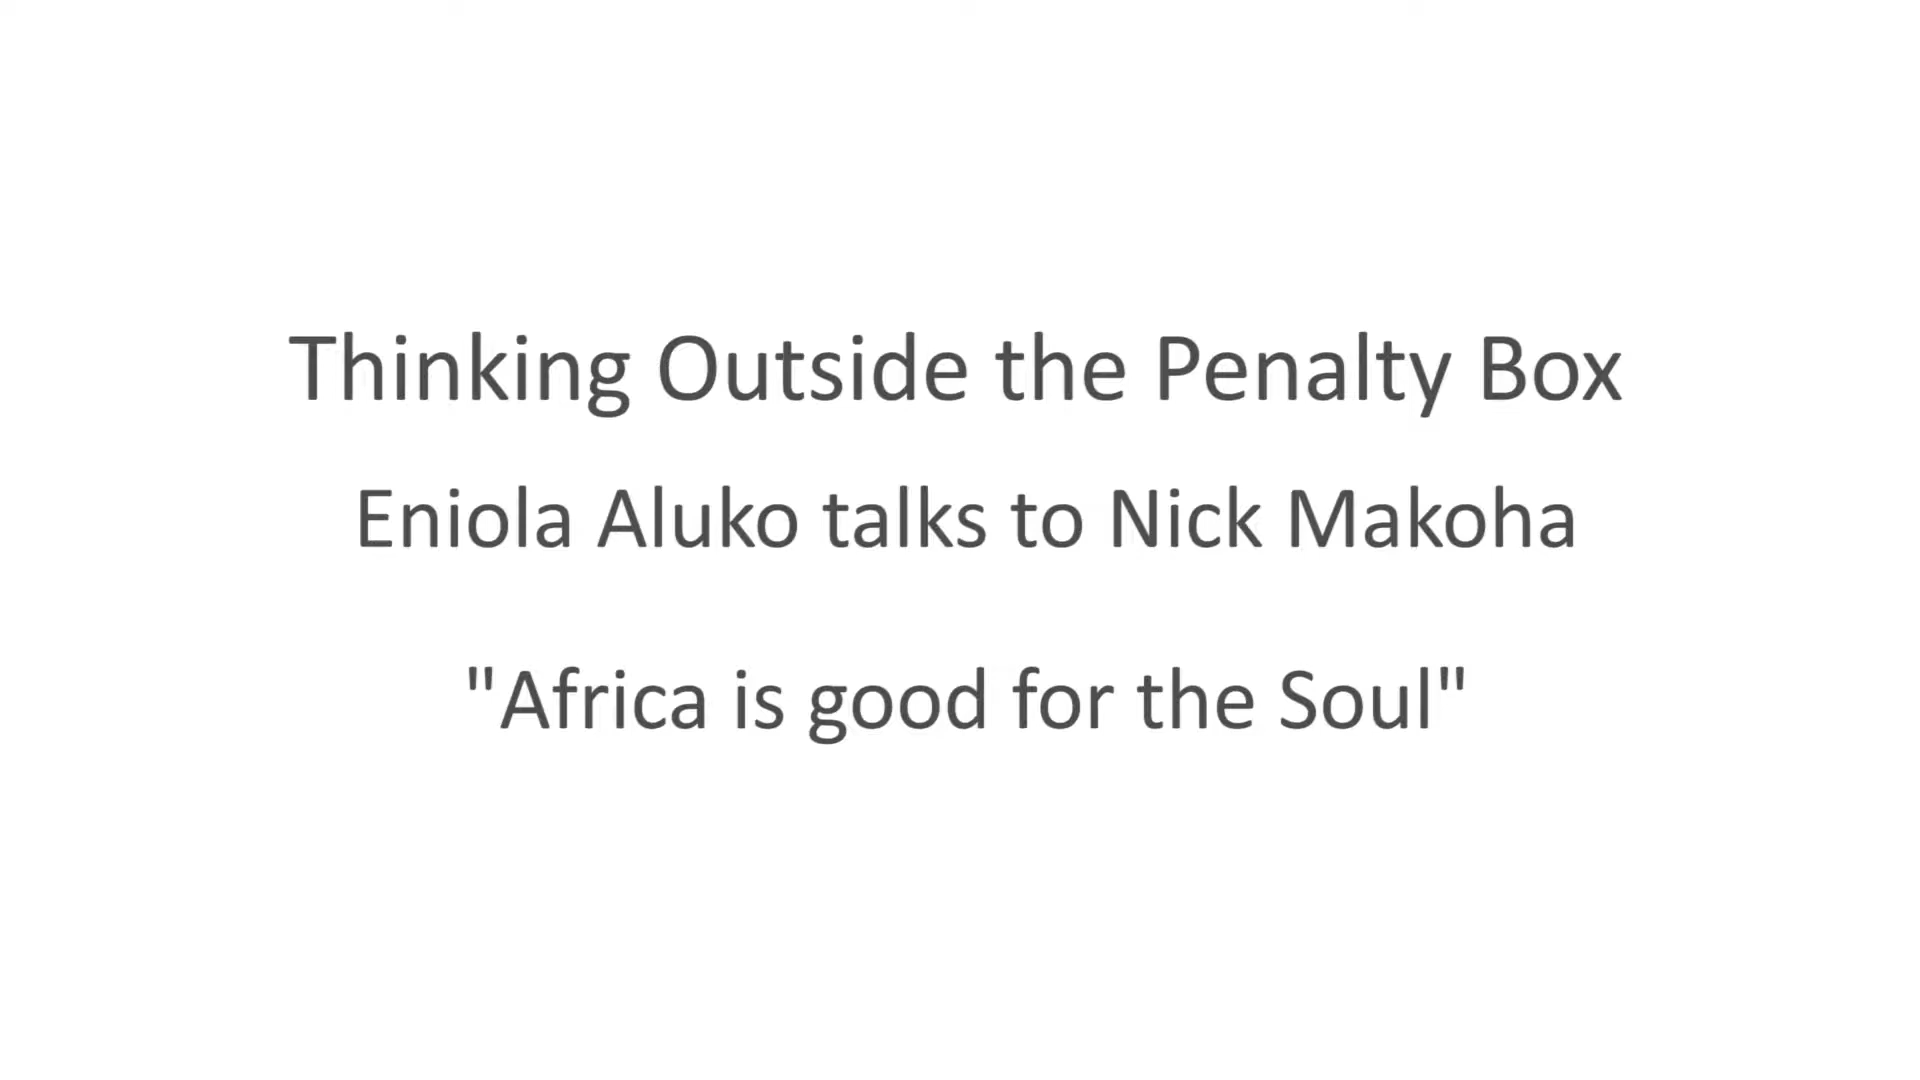 Thinking Outside the Penalty Box
Eniola Aluko talks to Nick Makoha
"Africa is good for the Soul"